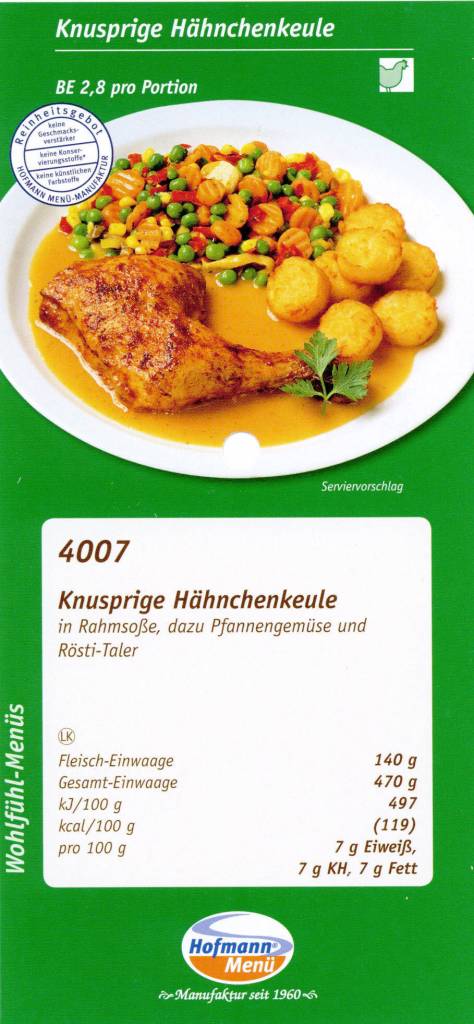 Knusprige Hähnchenkeule
BE 2,8 pro Portion
Reinheitsgebot
keine
Geschmacks-
verstärker
keine Konser-
vierungsstoffe*
keine künstlichen
Farbstoffe
HOFMANN MENÜ-MANUFAKTUR
Serviervorschlag
4007
Knusprige Hähnchenkeule
in Rahmsoße, dazu Pfannengemüse und
Rösti-Taler
LK
Fleisch-Einwaage 140 g
Gesamt-Einwaage 470 g
kJ/100 g 497
kcal/100 g (119)
pro 100 g 7 g Eiweiß,
7 g KH, 7 g Fett
Wohlfühl-Menüs
Hofmann®
Menü
Manufaktur seit 1960